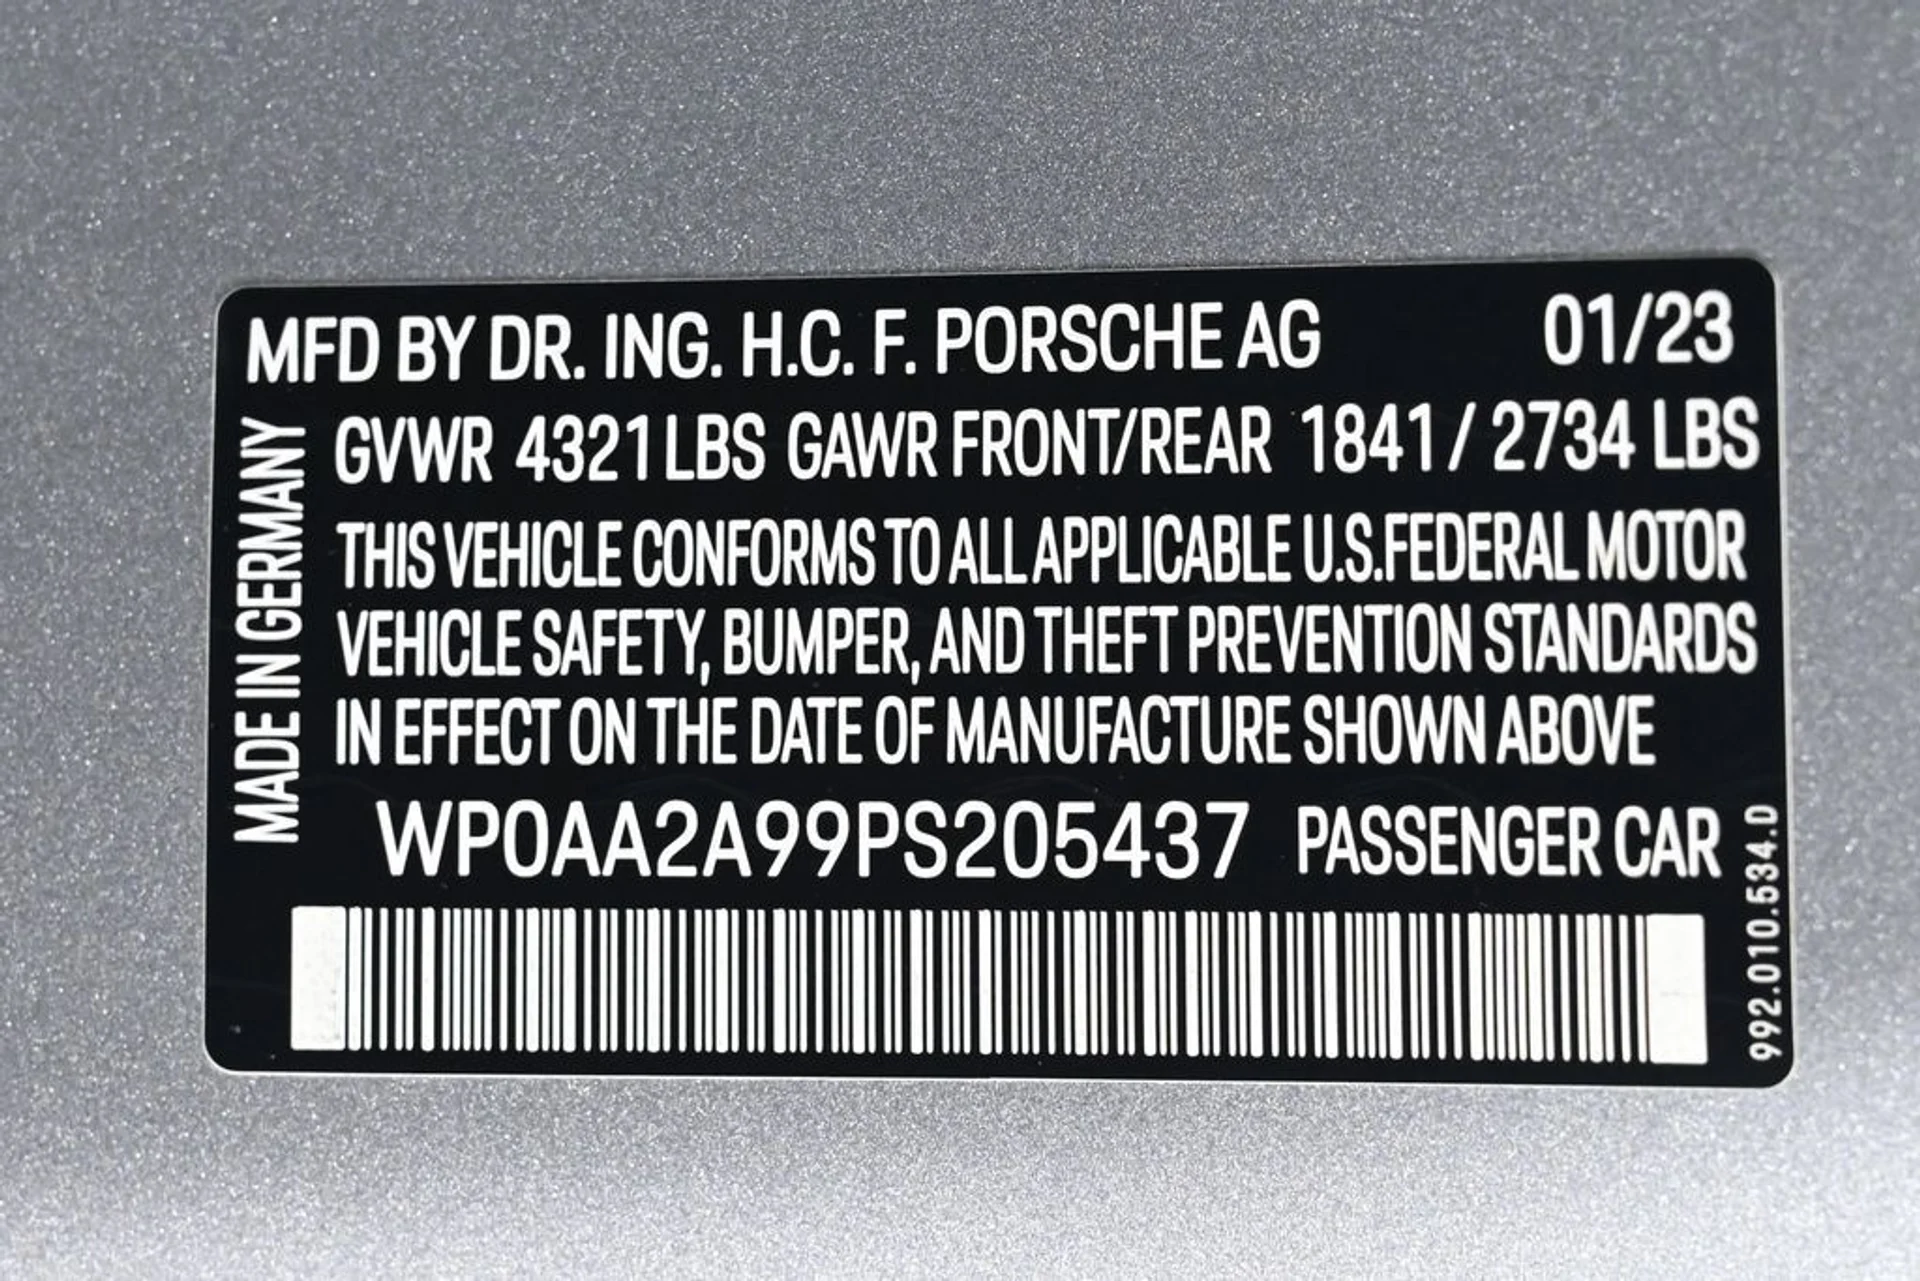 MFD BY DR. ING. H.C. F. PORSCHE AG 01/23
MADE IN GERMANY
GVWR 4321 LBS GAWR FRONT/REAR 1841 / 2734 LBS
THIS VEHICLE CONFORMS TO ALL APPLICABLE U.S.FEDERAL MOTOR
VEHICLE SAFETY, BUMPER, AND THEFT PREVENTION STANDARDS
IN EFFECT ON THE DATE OF MANUFACTURE SHOWN ABOVE
WP0AA2A99PS205437 PASSENGER CAR
992.010.534.D